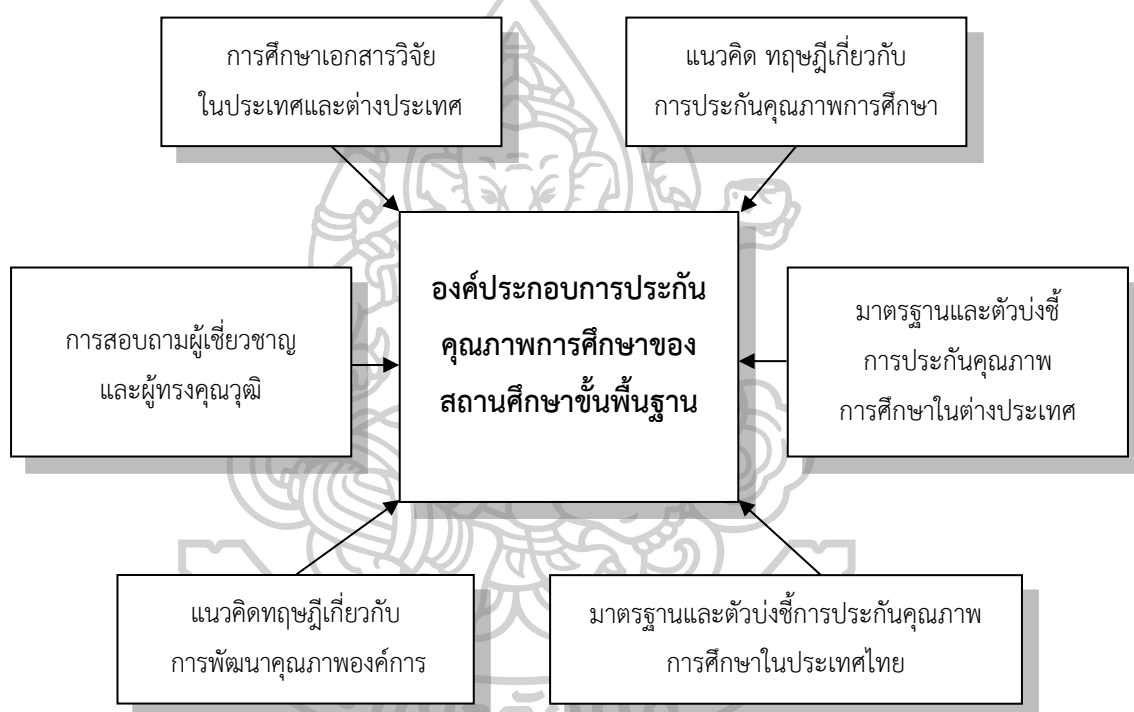 การศึกษาเอกสารวิจัย
ในประเทศและต่างประเทศ
แนวคิด ทฤษฎีเกี่ยวกับ
การประกันคุณภาพการศึกษา
องค์ประกอบการประกัน
คุณภาพการศึกษาของ
สถานศึกษาขั้นพื้นฐาน
การสอบถามผู้เชี่ยวชาญ
และผู้ทรงคุณวุฒิ
มาตรฐานและตัวบ่งชี้
การประกันคุณภาพ
การศึกษาในต่างประเทศ
แนวคิดทฤษฎีเกี่ยวกับ
การพัฒนาคุณภาพองค์การ
มาตรฐานและตัวบ่งชี้การประกันคุณภาพ
การศึกษาในประเทศไทย